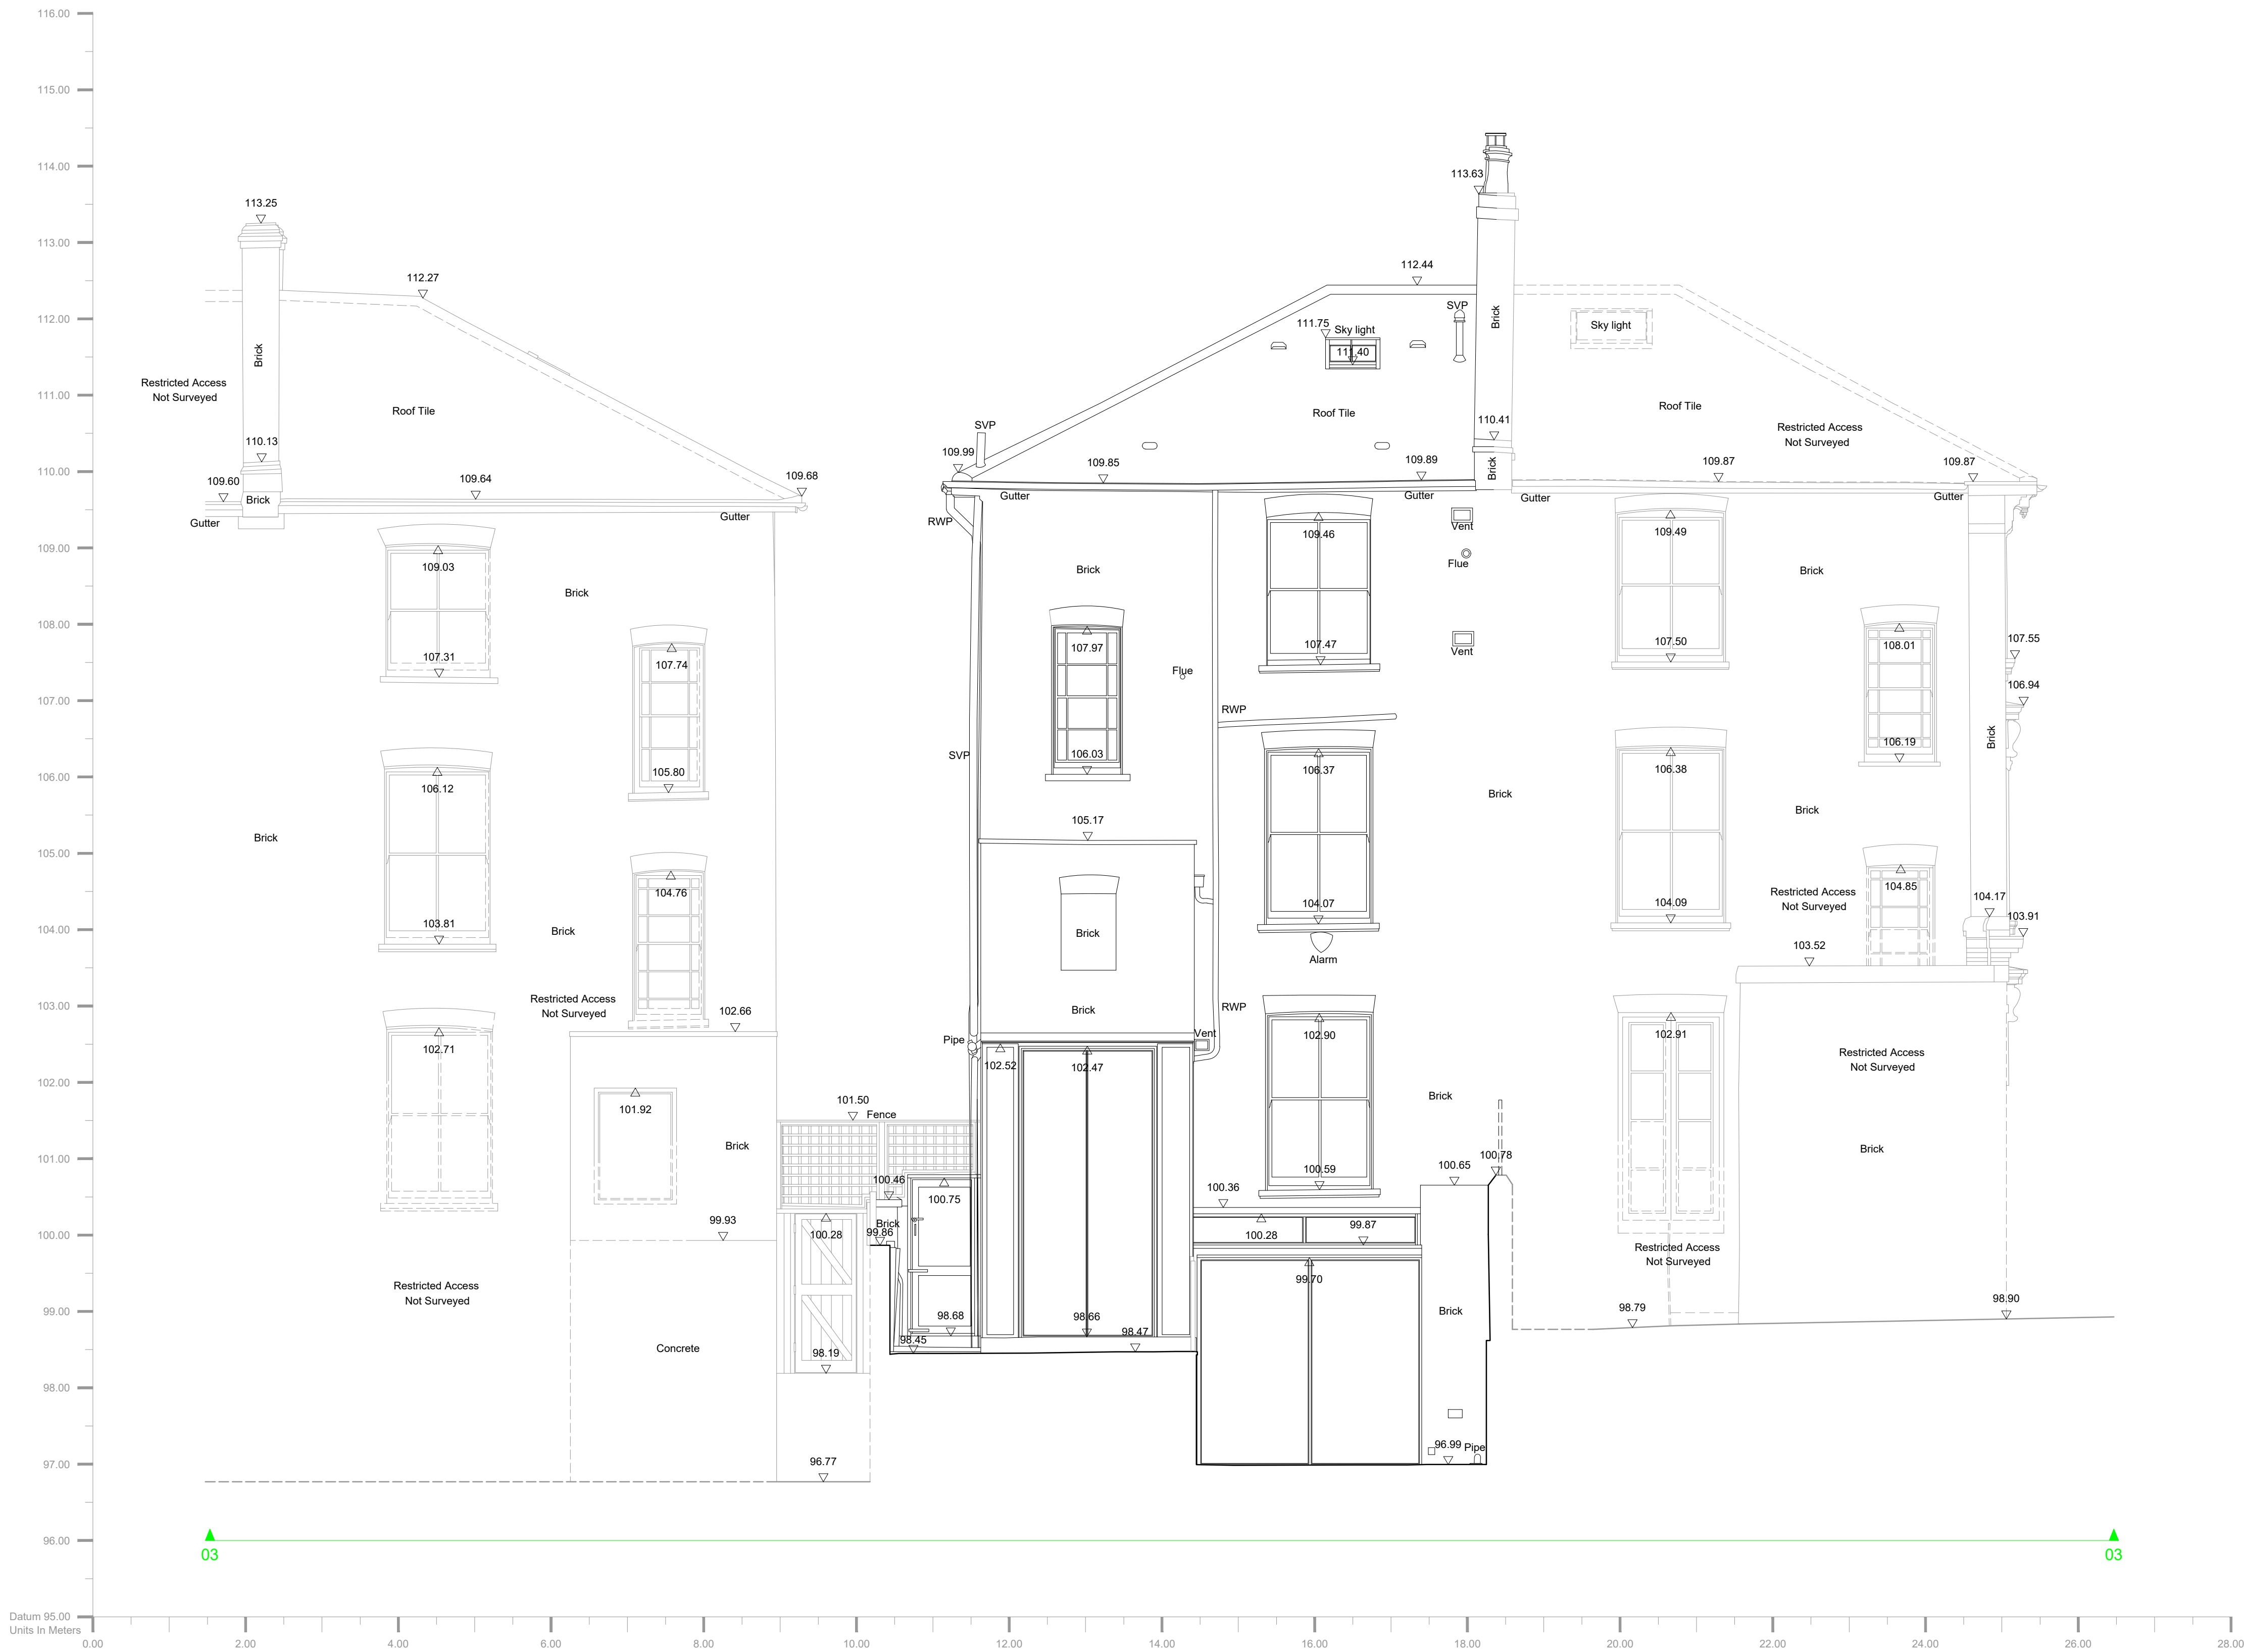 116.00
115.00
114.00
113.63
113.25
113.00
112.44
112.27
SVP
112.00
111.75
Sky light
Sky light
111.40
Brick
Brick
Restricted Access
Not Surveyed
111.00
Roof Tile
Roof Tile
Roof Tile
SVP
110.41
Restricted Access
Not Surveyed
110.13
109.99
110.00
109.60
109.64
109.68
109.85
109.89
Brick
109.87
109.87
Brick
Gutter
Gutter
Gutter
Gutter
Gutter
Gutter
RWP
Vent
109.46
109.49
109.00
109.03
Brick
Flue
Brick
Brick
108.00
107.97
107.47
107.50
108.01
107.55
107.31
107.74
Vent
Flue
107.00
106.94
RWP
SVP
106.03
106.37
106.38
106.19
Brick
106.00
106.12
105.80
Brick
105.17
Brick
Brick
105.00
104.76
104.85
Restricted Access
Not Surveyed
104.17
104.07
104.09
104.00
103.81
Brick
Brick
103.91
Alarm
103.52
103.00
Restricted Access
Not Surveyed
102.66
Brick
RWP
102.71
Pipe
Vent
102.90
102.91
102.52
102.47
Restricted Access
Not Surveyed
102.00
101.92
101.50
Fence
Brick
Brick
Brick
101.00
100.46
100.75
100.59
100.65
100.78
100.36
100.00
99.93
100.28
Brick
99.86
100.28
99.87
Restricted Access
Not Surveyed
Restricted Access
Not Surveyed
99.70
99.00
98.68
98.66
98.47
Brick
98.79
98.90
98.45
Concrete
98.19
98.00
97.00
96.77
96.99
Pipe
96.00
03
03
Datum 95.00
Units In Meters
0.00
2.00
4.00
6.00
8.00
10.00
12.00
14.00
16.00
18.00
20.00
22.00
24.00
26.00
28.00